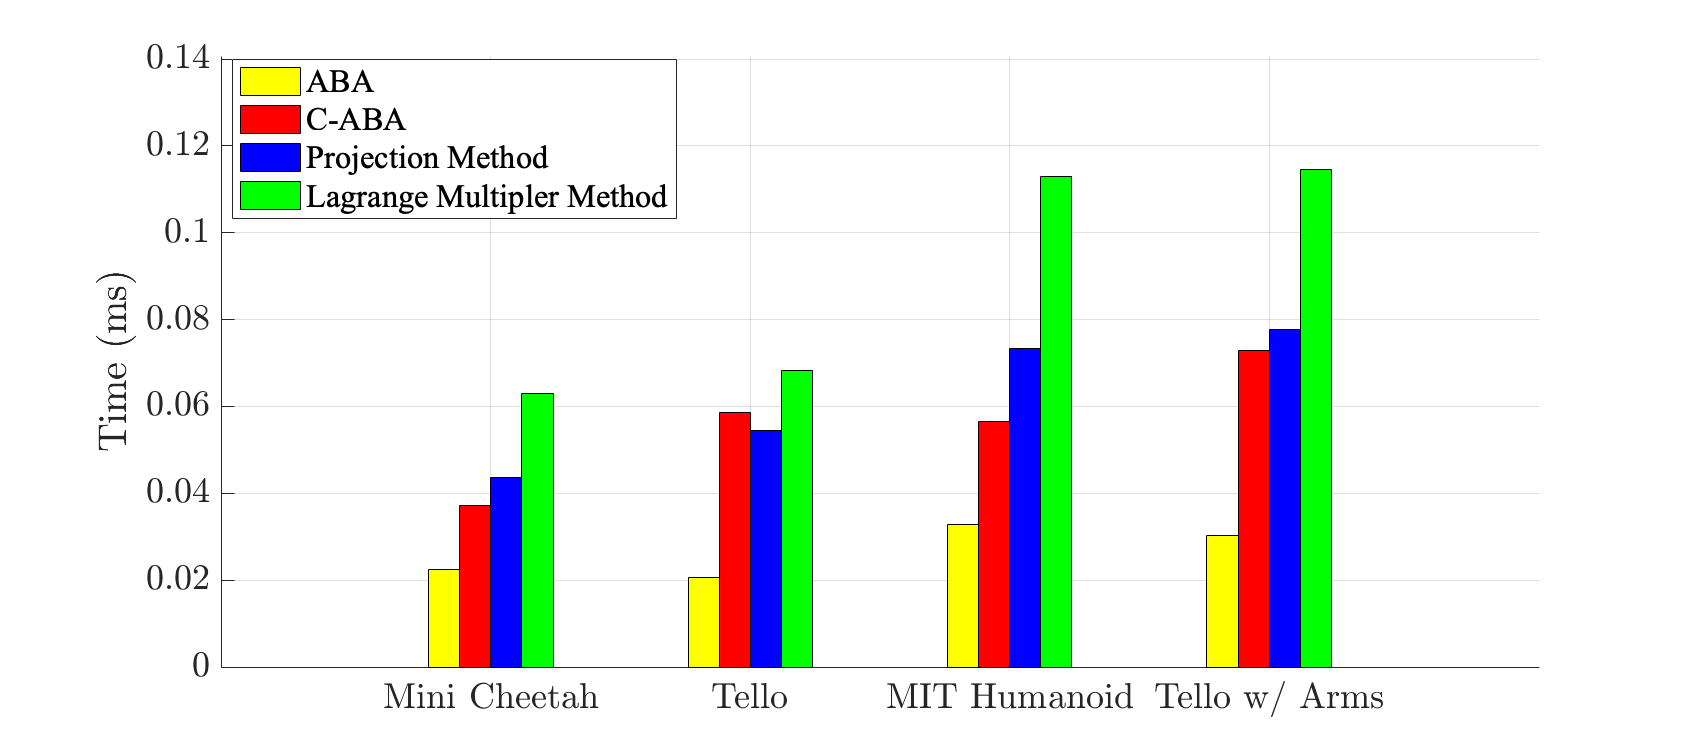 0.14
0.12
0.1
0.08
0.06
0.04
0.02
0
Time (ms)
ABA
C-ABA
Projection Method
Lagrange Multipler Method
Mini Cheetah
Tello
MIT Humanoid
Tello w/ Arms